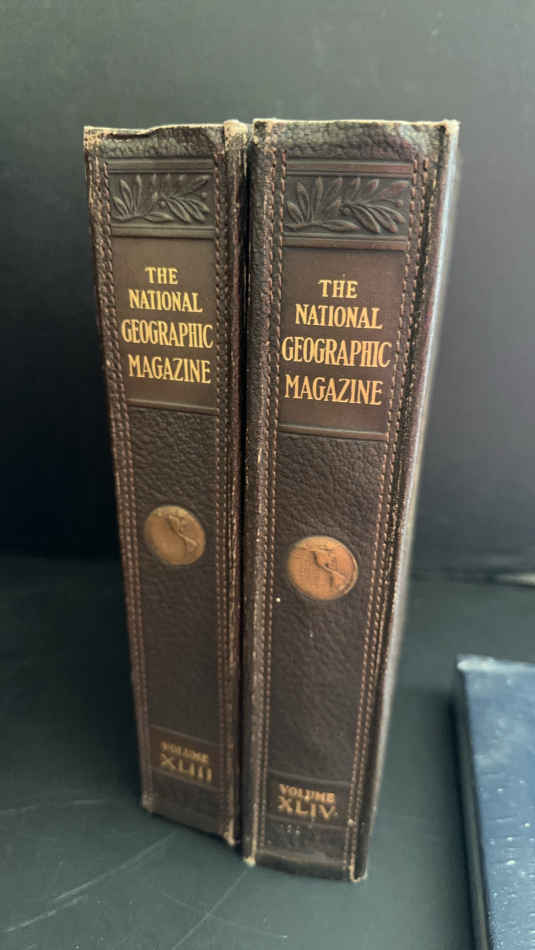 THE
NATIONAL
GEOGRAPHIC
MAGAZINE
VOLUME
XLIII
THE
NATIONAL
GEOGRAPHIC
MAGAZINE
VOLUME
XLIV